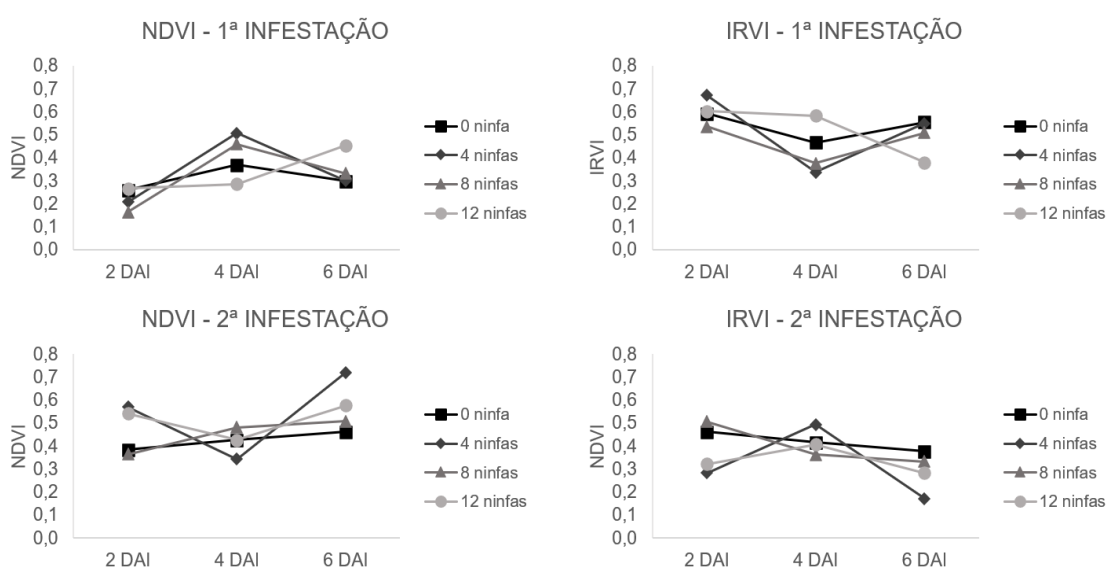 NDVI - 1ª INFESTAÇÃO
0,8
0,7
0,6
0,5
0,4
0,3
0,2
0,1
0,0
NDVI
2 DAI 4 DAI 6 DAI
0 ninfa
4 ninfas
8 ninfas
12 ninfas
IRVI - 1ª INFESTAÇÃO
0,8
0,7
0,6
0,5
0,4
0,3
0,2
0,1
0,0
IRVI
2 DAI 4 DAI 6 DAI
0 ninfa
4 ninfas
8 ninfas
12 ninfas
NDVI - 2ª INFESTAÇÃO
0,8
0,7
0,6
0,5
0,4
0,3
0,2
0,1
0,0
NDVI
2 DAI 4 DAI 6 DAI
0 ninfa
4 ninfas
8 ninfas
12 ninfas
IRVI - 2ª INFESTAÇÃO
0,8
0,7
0,6
0,5
0,4
0,3
0,2
0,1
0,0
NDVI
2 DAI 4 DAI 6 DAI
0 ninfa
4 ninfas
8 ninfas
12 ninfas